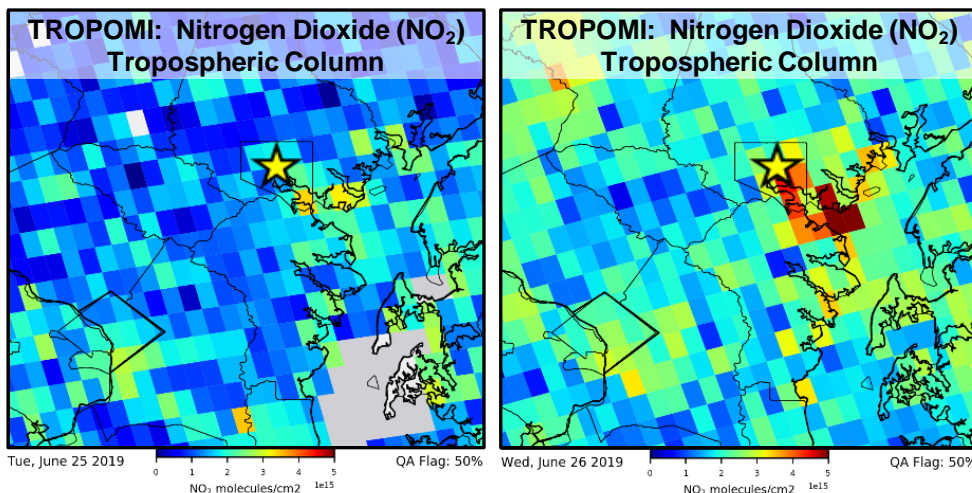 TROPOMI: Nitrogen Dioxide (NO₂)
Tropospheric Column
Tue, June 25 2019
QA Flag: 50%
0 1 2 3 4 5
1e15
NO₂ molecules/cm2
TROPOMI: Nitrogen Dioxide (NO₂)
Tropospheric Column
Wed, June 26 2019
QA Flag: 50%
0 1 2 3 4 5
1e15
NO₂ molecules/cm2